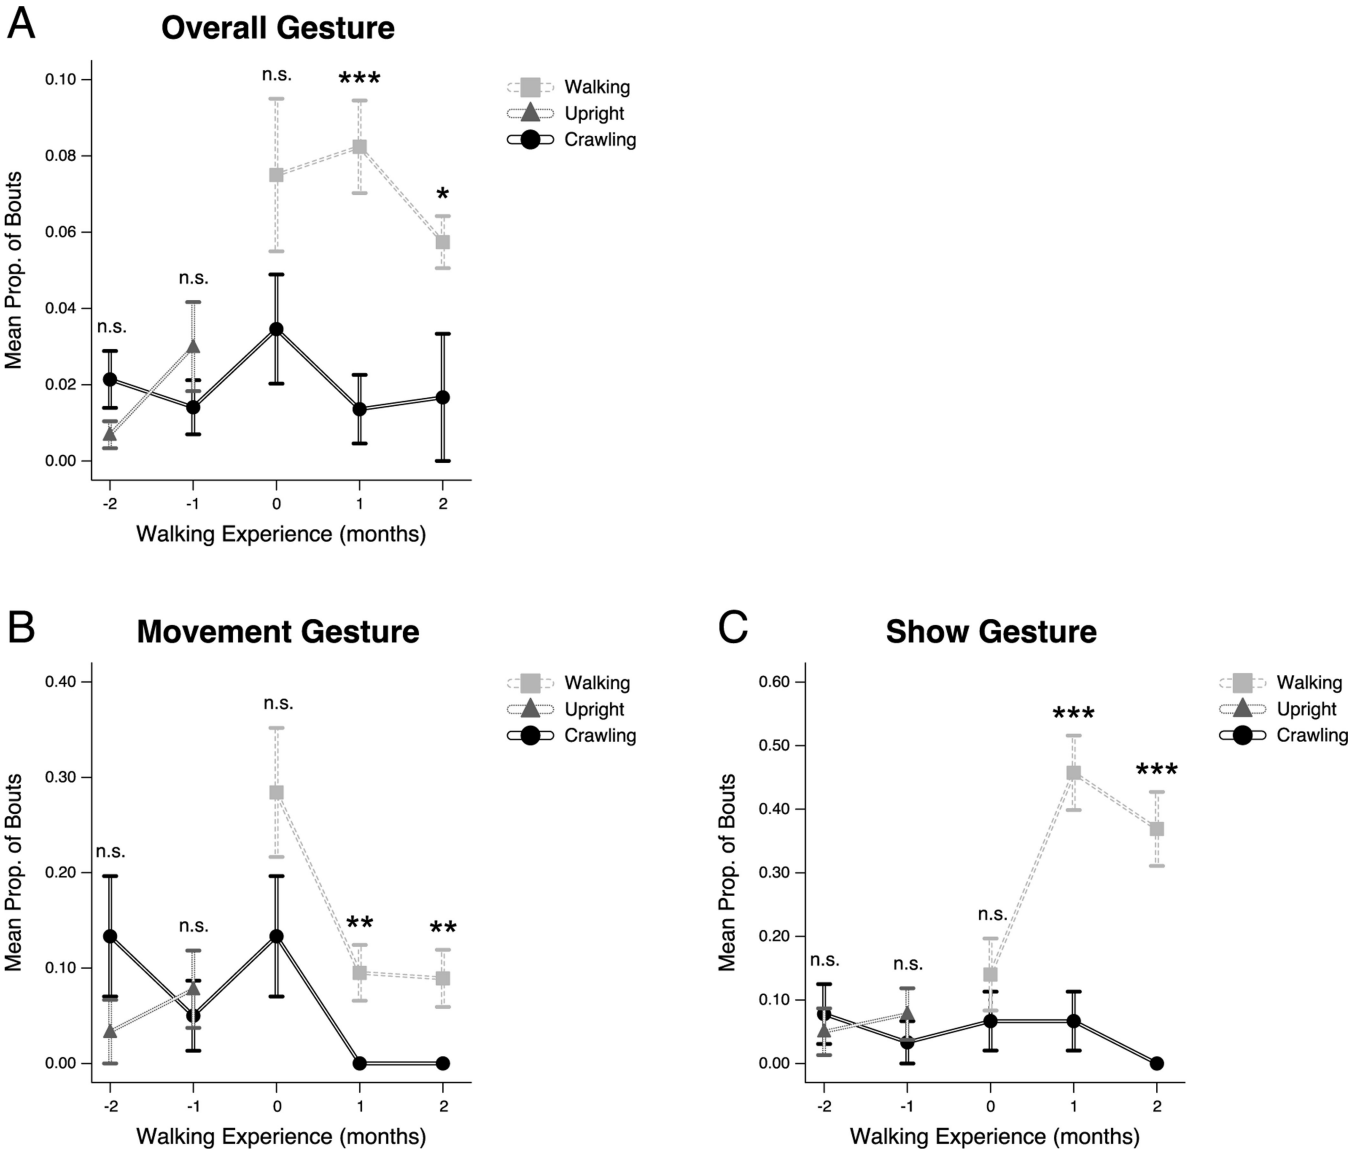 A
Overall Gesture
Mean Prop. of Bouts
0.10
0.08
0.06
0.04
0.02
0.00
n.s.
n.s.
n.s.
***
*
-2 -1 0 1 2
Walking Experience (months)
Walking
Upright
Crawling
B
Movement Gesture
Mean Prop. of Bouts
0.40
0.30
0.20
0.10
0.00
n.s.
n.s.
n.s.
**
**
-2 -1 0 1 2
Walking Experience (months)
Walking
Upright
Crawling
C
Show Gesture
Mean Prop. of Bouts
0.60
0.50
0.40
0.30
0.20
0.10
0.00
n.s.
n.s.
n.s.
***
***
-2 -1 0 1 2
Walking Experience (months)
Walking
Upright
Crawling